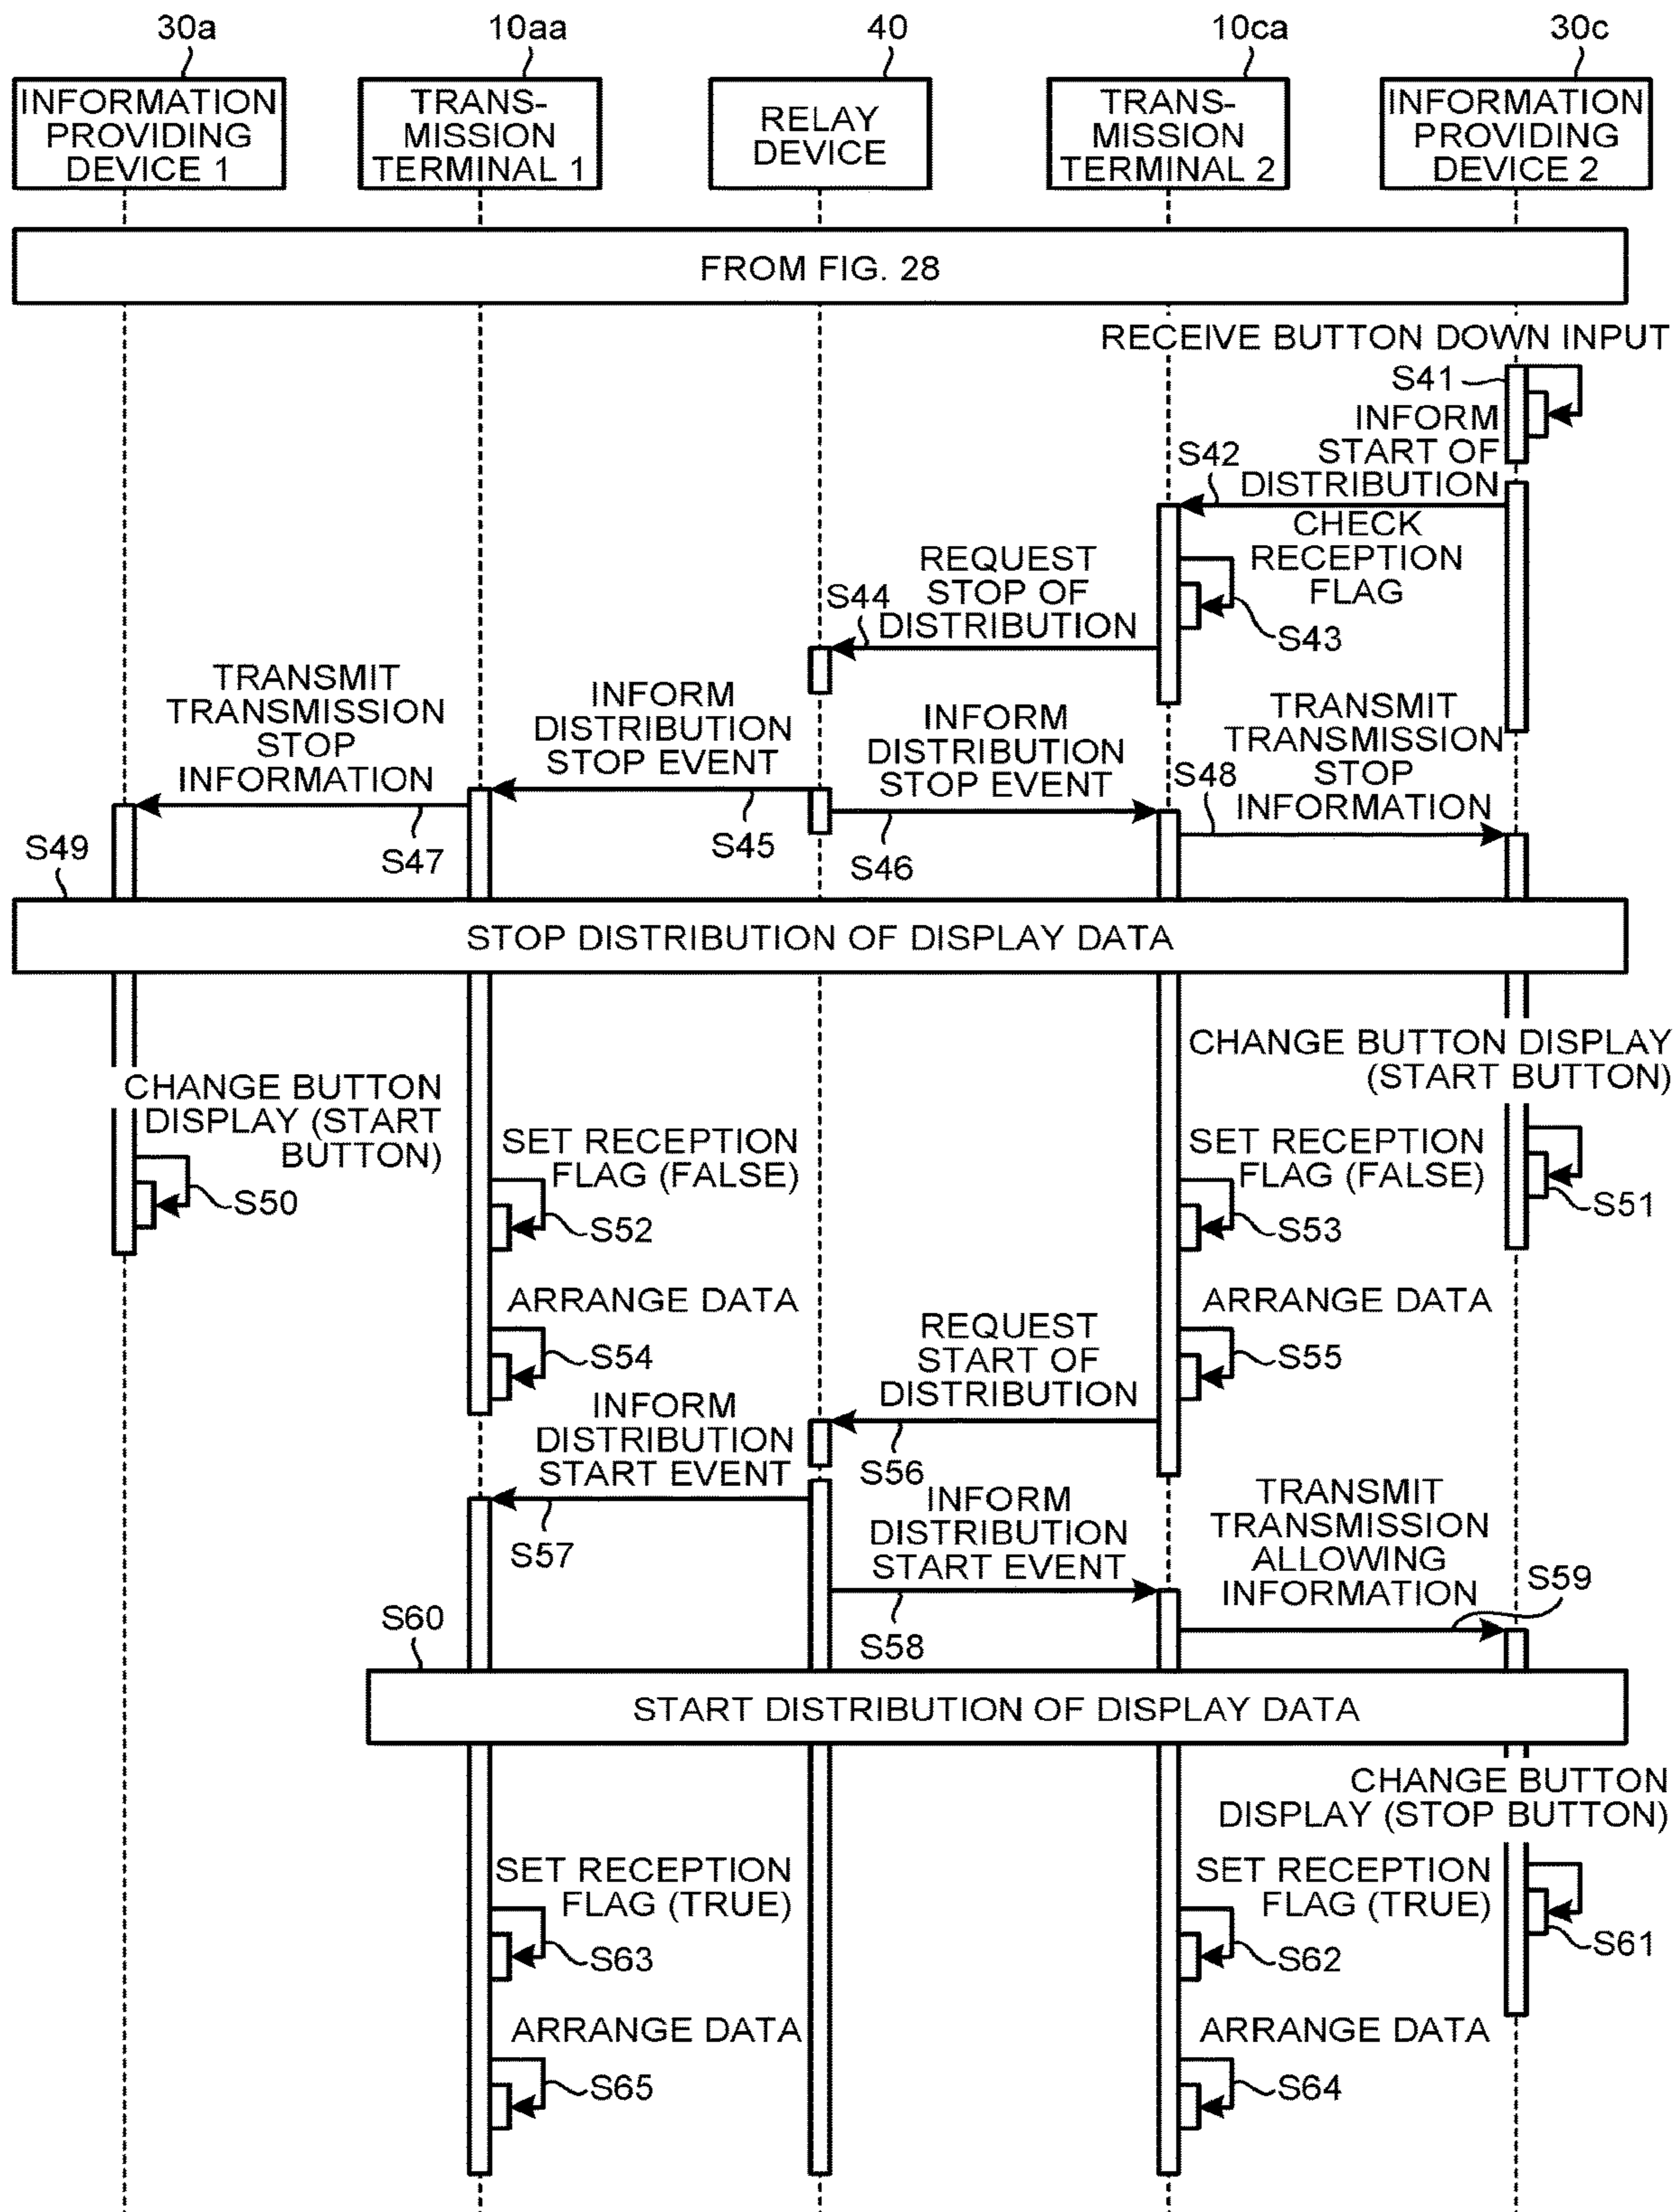 30a
10aa
40
10ca
30c
INFORMATION
PROVIDING
DEVICE 1
TRANS-
MISSION
TERMINAL 1
RELAY
DEVICE
TRANS-
MISSION
TERMINAL 2
INFORMATION
PROVIDING
DEVICE 2
FROM FIG. 28
RECEIVE BUTTON DOWN INPUT
S41
INFORM
START OF
DISTRIBUTION
S42
CHECK
RECEPTION
FLAG
S43
REQUEST
STOP OF
DISTRIBUTION
S44
INFORM
DISTRIBUTION
STOP EVENT
S45
INFORM
DISTRIBUTION
STOP EVENT
S46
TRANSMIT
TRANSMISSION
STOP
INFORMATION
S47
TRANSMIT
TRANSMISSION
STOP
INFORMATION
S48
S49
STOP DISTRIBUTION OF DISPLAY DATA
CHANGE BUTTON
DISPLAY (START
BUTTON)
S50
CHANGE BUTTON DISPLAY
(START BUTTON)
S51
SET RECEPTION
FLAG (FALSE)
S52
SET RECEPTION
FLAG (FALSE)
S53
ARRANGE DATA
S54
ARRANGE DATA
S55
REQUEST
START OF
DISTRIBUTION
S56
INFORM
DISTRIBUTION
START EVENT
S57
INFORM
DISTRIBUTION
START EVENT
S58
TRANSMIT
TRANSMISSION
ALLOWING
INFORMATION
S59
S60
START DISTRIBUTION OF DISPLAY DATA
CHANGE BUTTON
DISPLAY (STOP BUTTON)
S61
SET RECEPTION
FLAG (TRUE)
S63
SET RECEPTION
FLAG (TRUE)
S62
ARRANGE DATA
S65
ARRANGE DATA
S64